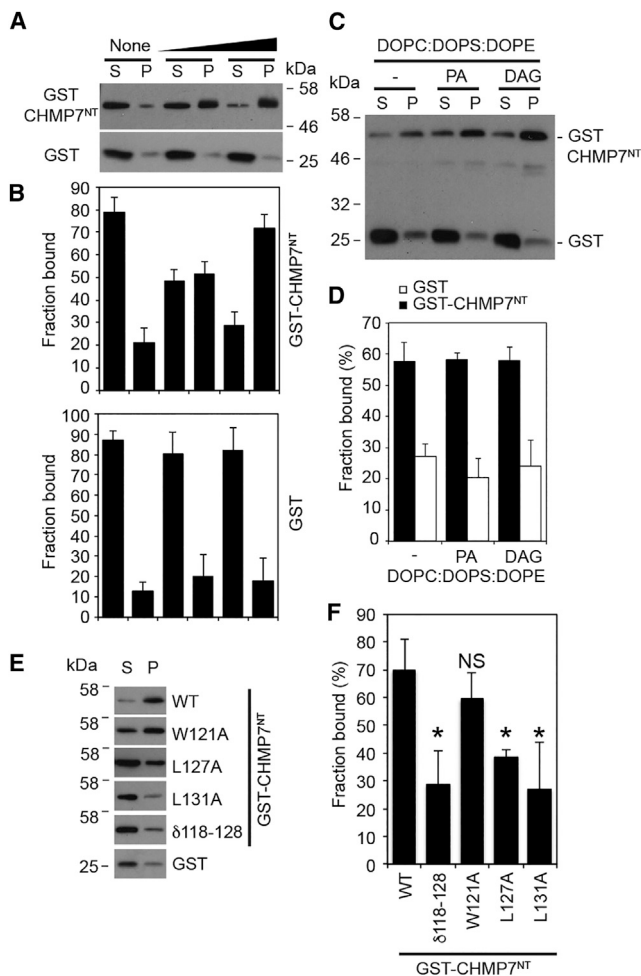 A
None
S P S P S P
kDa
GST
CHMP7NT
58
46
GST
25
B
Fraction bound
90
80
70
60
50
40
30
20
10
0
GST-CHMP7NT
Fraction bound
100
90
80
70
60
50
40
30
20
10
0
GST
C
DOPC:DOPS:DOPE
- PA DAG
kDa
S P S P S P
58
46
32
25
GST
CHMP7NT
GST
D
GST
GST-CHMP7NT
Fraction bound (%)
70
60
50
40
30
20
10
0
- PA DAG
DOPC:DOPS:DOPE
E
kDa S P
58 WT
58 W121A
58 L127A
58 L131A
58 δ118-128
25 GST
GST-CHMP7NT
F
Fraction bound (%)
90
80
70
60
50
40
30
20
10
0
* NS * *
WT
δ118-128
W121A
L127A
L131A
GST-CHMP7NT